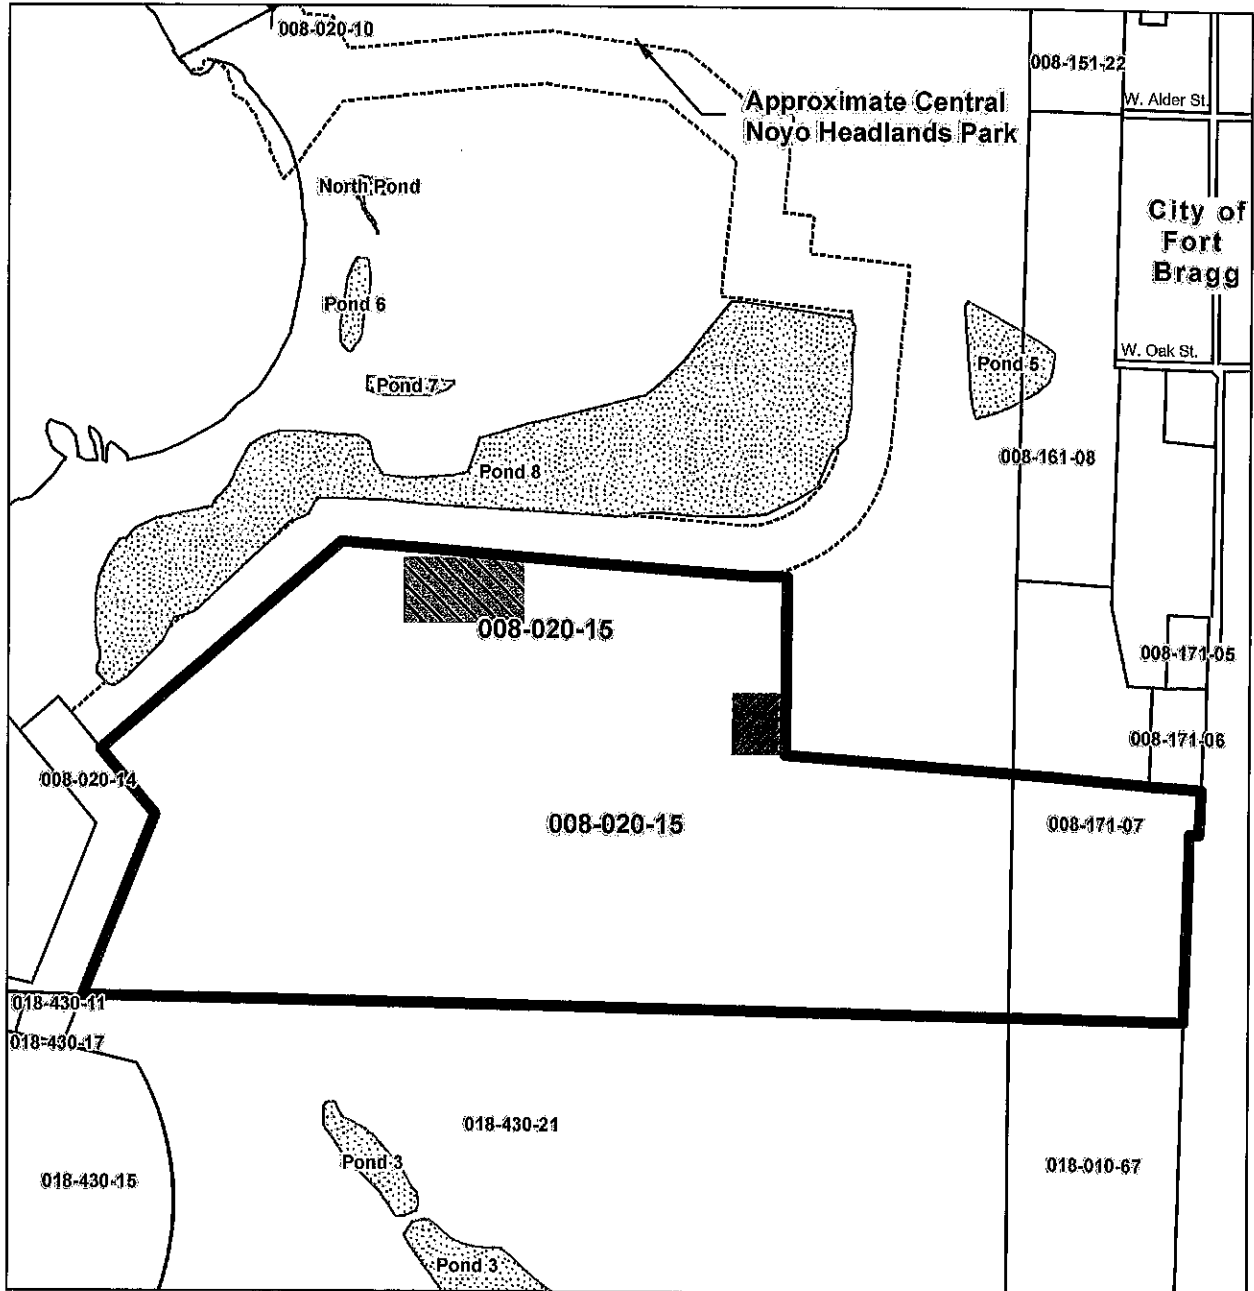 008-020-10
008-151-22
W. Alder St.
Approximate Central
Noyo Headlands Park
North Pond
City of
Fort
Bragg
Pond 6
W. Oak St.
Pond 5
Pond 7
008-161-08
Pond 8
008-020-15
008-171-05
008-171-06
008-020-14
008-020-15
008-171-07
018-430-11
018-430-17
018-430-21
Pond 3
018-010-67
018-430-15
Pond 3